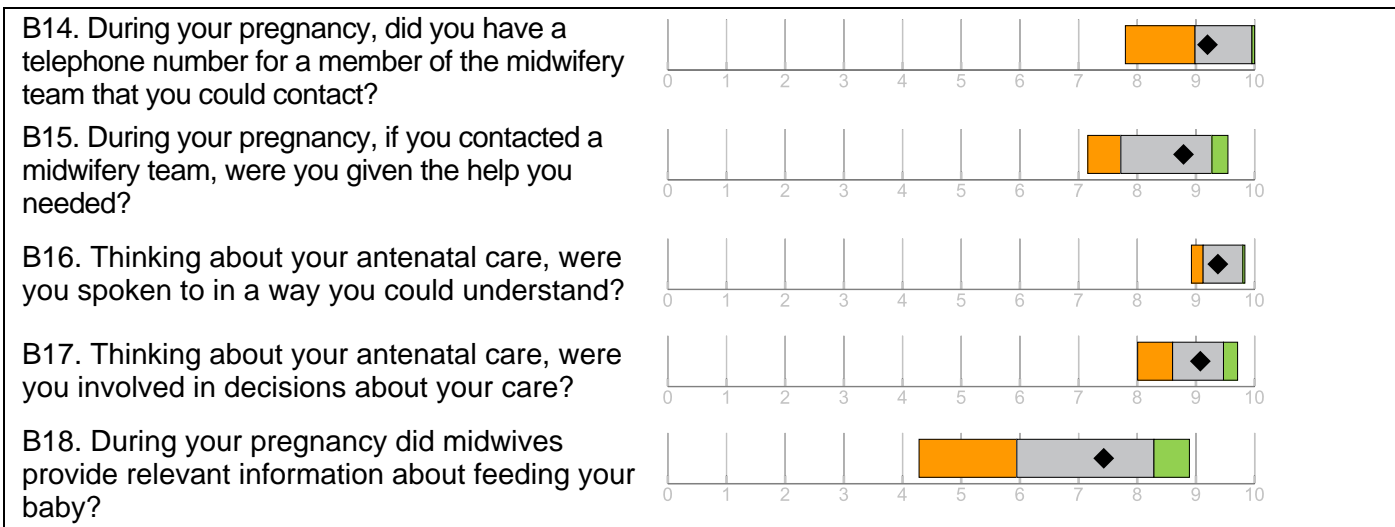 B14. During your pregnancy, did you have a
telephone number for a member of the midwifery
team that you could contact?
0 1 2 3 4 5 6 7 8 9 10
B15. During your pregnancy, if you contacted a
midwifery team, were you given the help you
needed?
0 1 2 3 4 5 6 7 8 9 10
B16. Thinking about your antenatal care, were
you spoken to in a way you could understand?
0 1 2 3 4 5 6 7 8 9 10
B17. Thinking about your antenatal care, were
you involved in decisions about your care?
0 1 2 3 4 5 6 7 8 9 10
B18. During your pregnancy did midwives
provide relevant information about feeding your
baby?
0 1 2 3 4 5 6 7 8 9 10